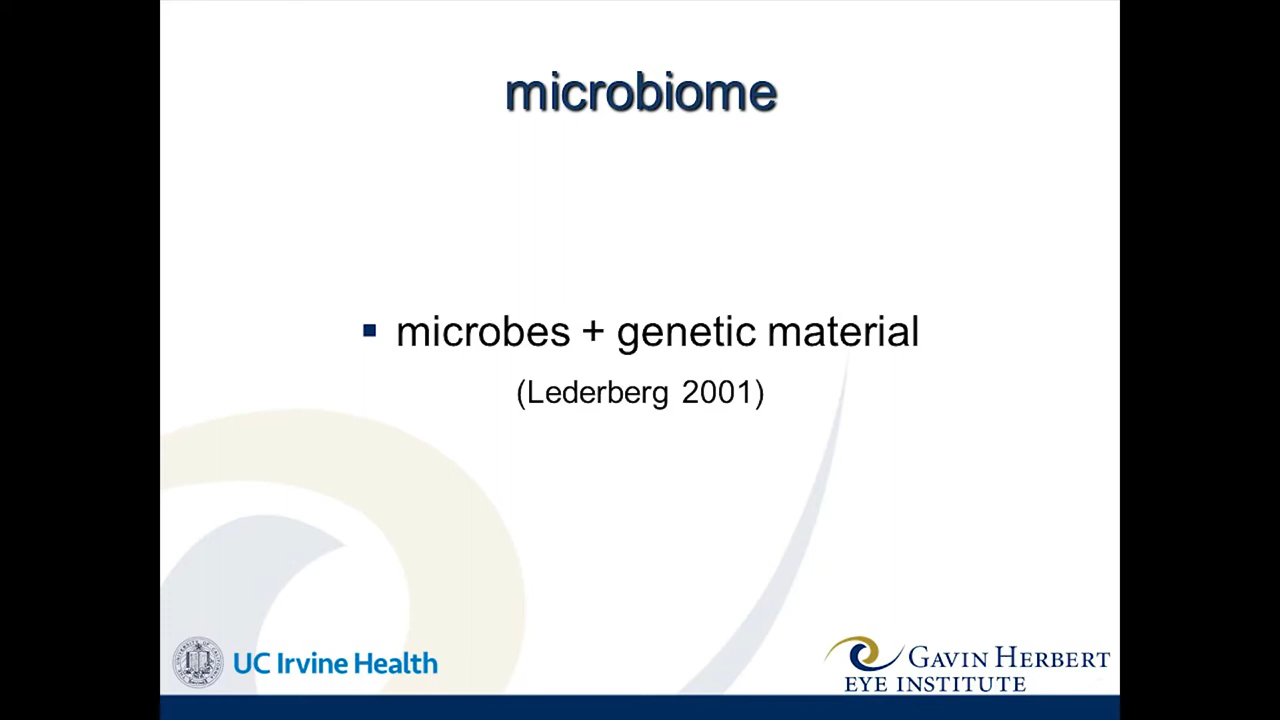 microbiome
▪ microbes + genetic material
(Lederberg 2001)
UC Irvine Health
GAVIN HERBERT
EYE INSTITUTE